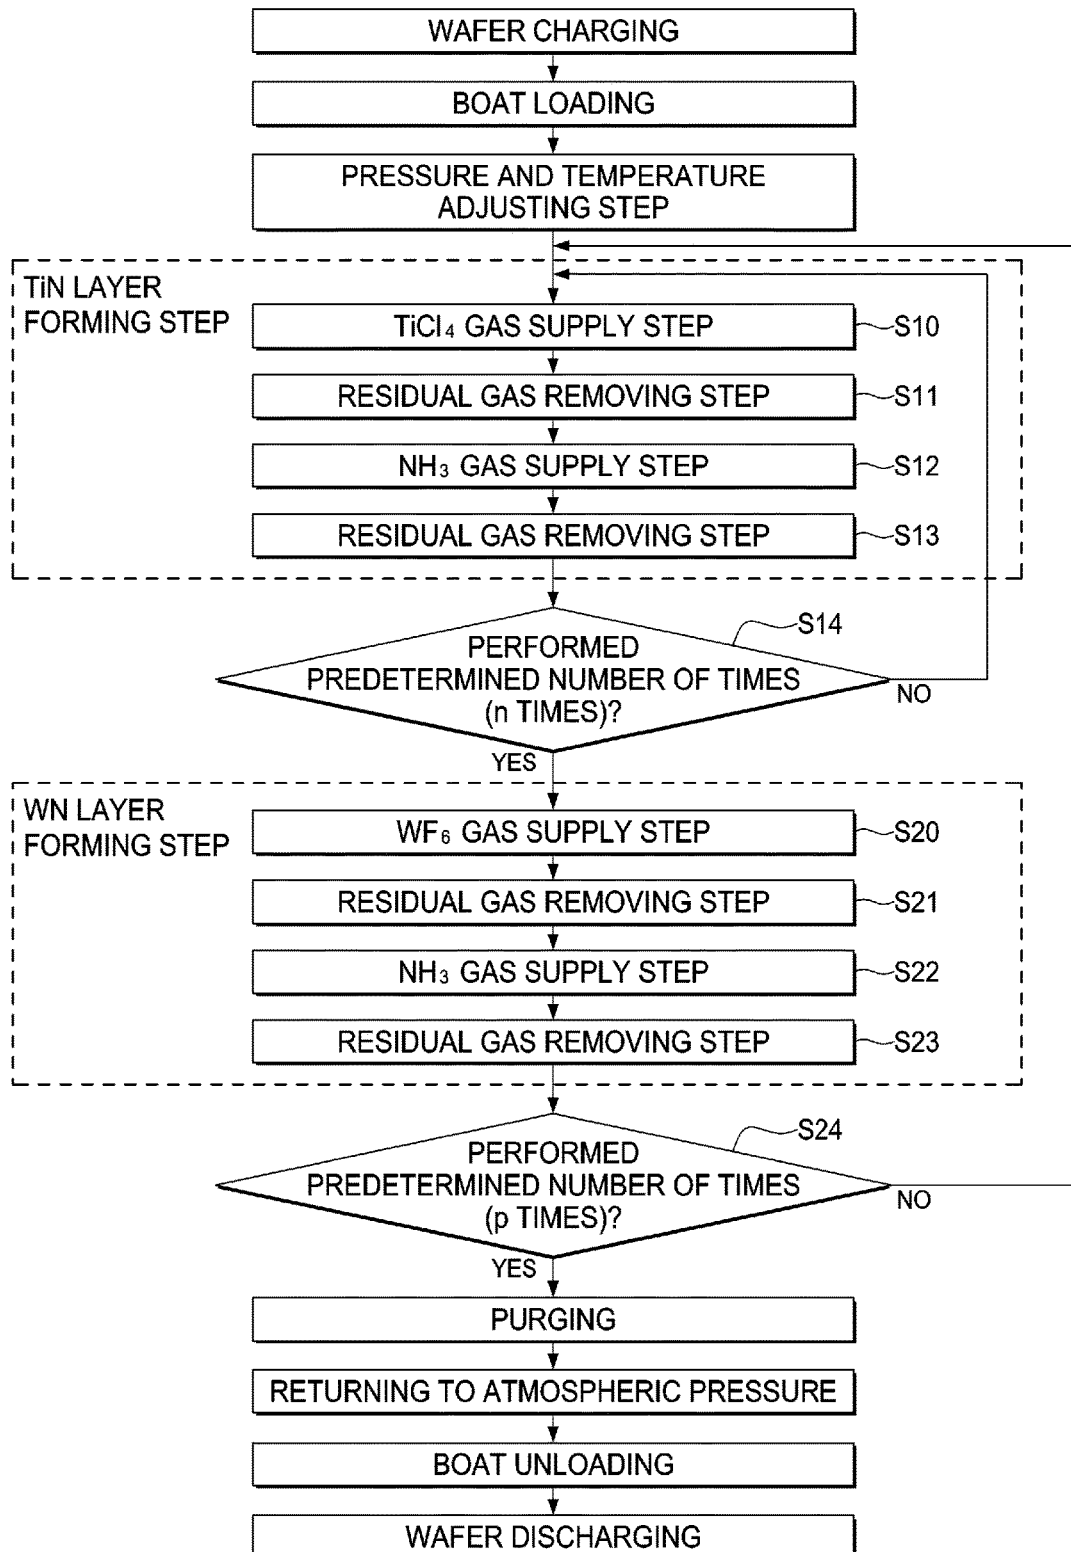 WAFER CHARGING
BOAT LOADING
PRESSURE AND TEMPERATURE
ADJUSTING STEP
TiN LAYER
FORMING STEP
TiCl₄ GAS SUPPLY STEP
S10
RESIDUAL GAS REMOVING STEP
S11
NH₃ GAS SUPPLY STEP
S12
RESIDUAL GAS REMOVING STEP
S13
S14
PERFORMED
PREDETERMINED NUMBER OF TIMES
(n TIMES)?
NO
YES
WN LAYER
FORMING STEP
WF₆ GAS SUPPLY STEP
S20
RESIDUAL GAS REMOVING STEP
S21
NH₃ GAS SUPPLY STEP
S22
RESIDUAL GAS REMOVING STEP
S23
S24
PERFORMED
PREDETERMINED NUMBER OF TIMES
(p TIMES)?
NO
YES
PURGING
RETURNING TO ATMOSPHERIC PRESSURE
BOAT UNLOADING
WAFER DISCHARGING